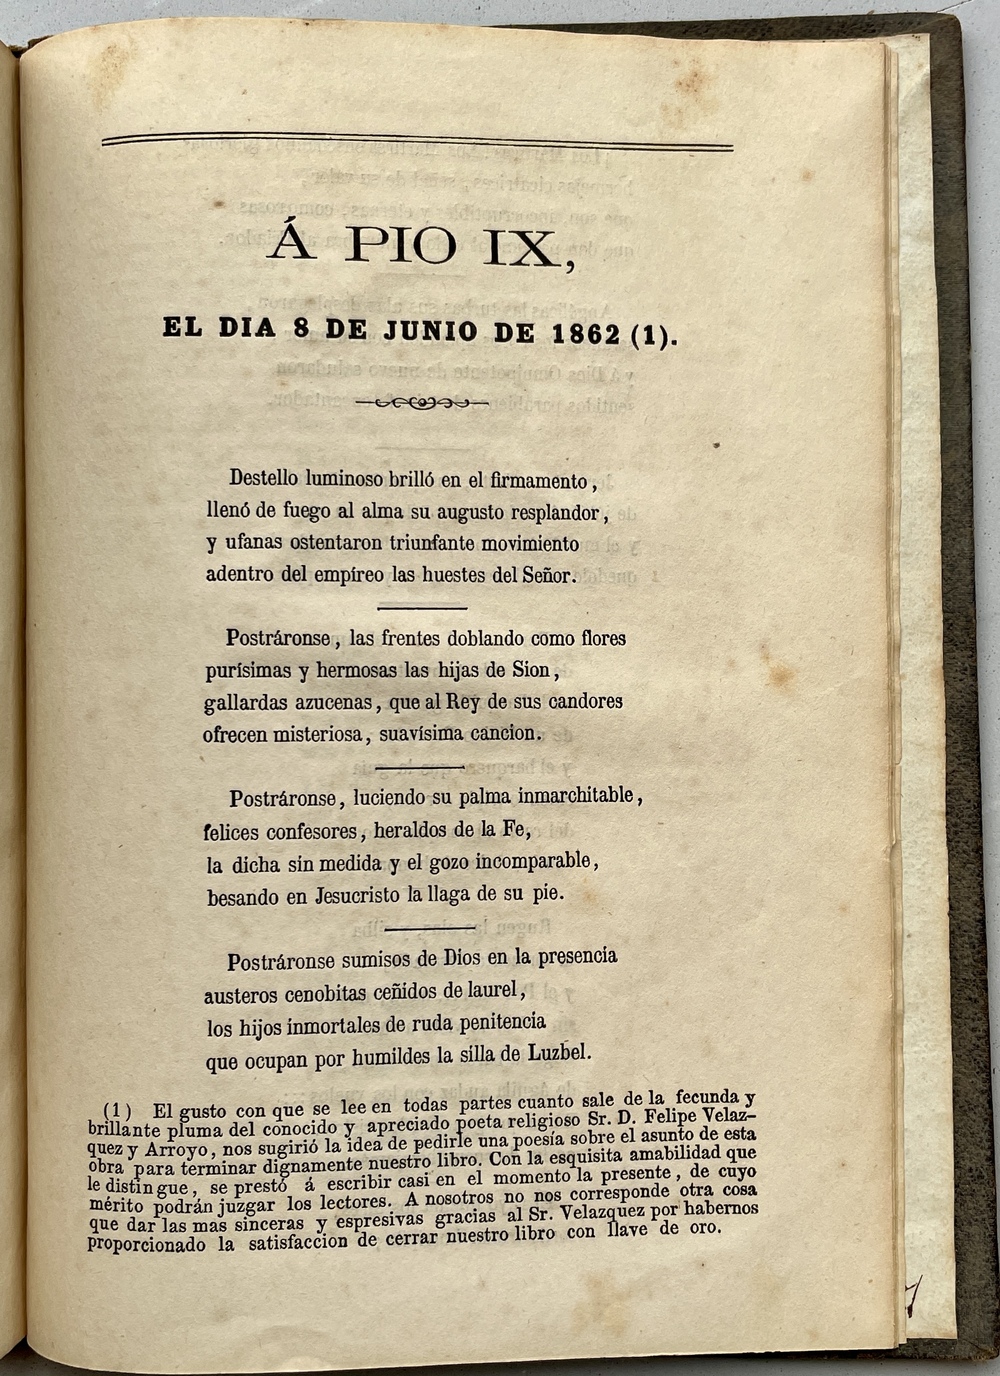 Á PIO IX,
EL DIA 8 DE JUNIO DE 1862 (1).
Destello luminoso brilló en el firmamento,
llenó de fuego al alma su augusto resplandor,
y ufanas ostentaron triunfante movimiento
adentro del empíreo las huestes del Señor.
Postráronse, las frentes doblando como flores
purísimas y hermosas las hijas de Sion,
gallardas azucenas, que al Rey de sus candores
ofrecen misteriosa, suavísima cancion.
Postráronse, luciendo su palma inmarchitable,
felices confesores, heraldos de la Fe,
la dicha sin medida y el gozo incomparable,
besando en Jesucristo la llaga de su pie.
Postráronse sumisos de Dios en la presencia
austeros cenobitas ceñidos de laurel,
los hijos inmortales de ruda penitencia
que ocupan por humildes la silla de Luzbel.
(1) El gusto con que se lee en todas partes cuanto sale de la fecunda y
brillante pluma del conocido y apreciado poeta religioso Sr. D. Felipe Velaz-
quez y Arroyo, nos sugirió la idea de pedirle una poesía sobre el asunto de esta
obra para terminar dignamente nuestro libro. Con la esquisita amabilidad que
le distingue, se prestó á escribir casi en el momento la presente, de cuyo
mérito podrán juzgar los lectores. A nosotros no nos corresponde otra cosa
que dar las mas sinceras y espresivas gracias al Sr. Velazquez por habernos
proporcionado la satisfaccion de cerrar nuestro libro con llave de oro.